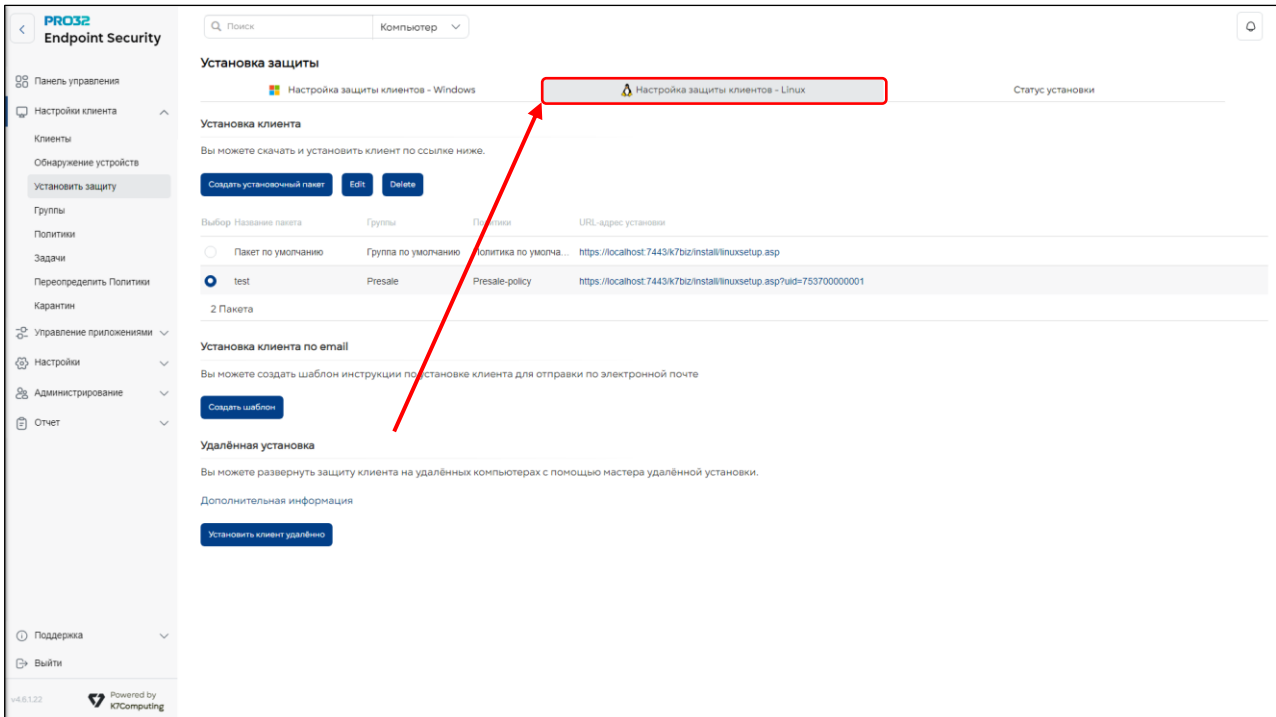 PRO32
Endpoint Security
Поиск
Компьютер
Панель управления
Настройки клиента
Клиенты
Обнаружение устройств
Установить защиту
Группы
Политики
Задачи
Переопределить Политики
Карантин
Управление приложениями
Настройки
Администрирование
Отчет
Поддержка
Выйти
v4.6.1.22
Powered by
K7Computing
Установка защиты
Настройка защиты клиентов - Windows
Настройка защиты клиентов - Linux
Статус установки
Установка клиента
Вы можете скачать и установить клиент по ссылке ниже.
Создать установочный пакет Edit Delete
Выбор Название пакета Группы Политики URL-адрес установки
Пакет по умолчанию Группа по умолчанию Политика по умолча... https://localhost:7443/k7biz/install/linuxsetup.asp
test Presale Presale-policy https://localhost:7443/k7biz/install/linuxsetup.asp?uid=753700000001
2 Пакета
Установка клиента по email
Вы можете создать шаблон инструкции по установке клиента для отправки по электронной почте
Создать шаблон
Удалённая установка
Вы можете развернуть защиту клиента на удалённых компьютерах с помощью мастера удалённой установки.
Дополнительная информация
Установить клиент удалённо